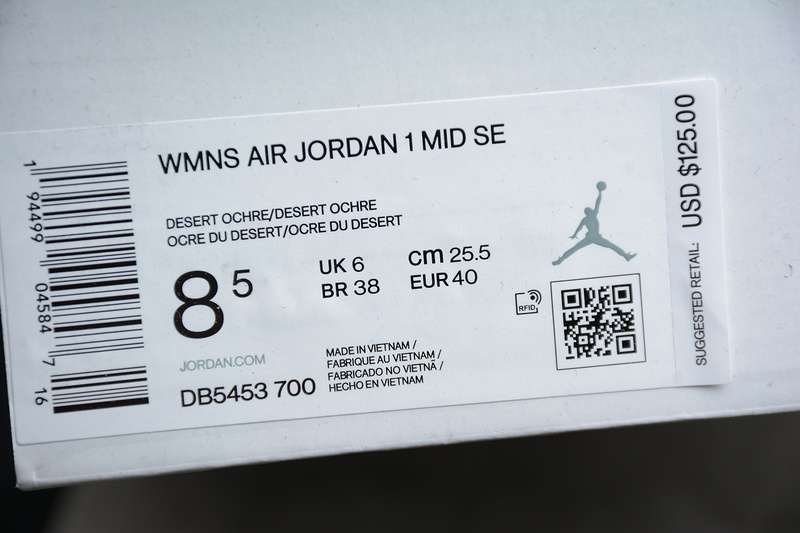 WMNS AIR JORDAN 1 MID SE
DESERT OCHRE/DESERT OCHRE
OCRE DU DESERT/OCRE DU DESERT
8 5
UK 6
BR 38
cm 25.5
EUR 40
RFID
JORDAN.COM
DB5453 700
MADE IN VIETNAM /
FABRIQUE AU VIETNAM /
FABRICADO NO VIETNÃ /
HECHO EN VIETNAM
1 94499 04584 7 16
SUGGESTED RETAIL: USD $125.00